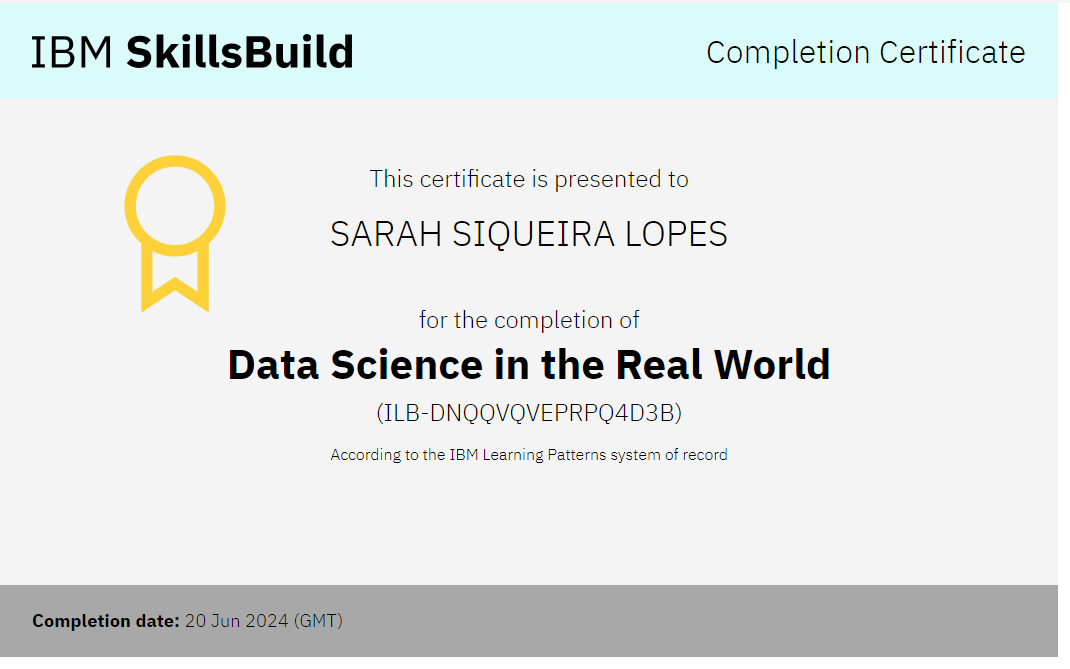 IBM SkillsBuild
Completion Certificate
This certificate is presented to
SARAH SIQUEIRA LOPES
for the completion of
Data Science in the Real World
(ILB-DNQQVQVEPRPQ4D3B)
According to the IBM Learning Patterns system of record
Completion date: 20 Jun 2024 (GMT)